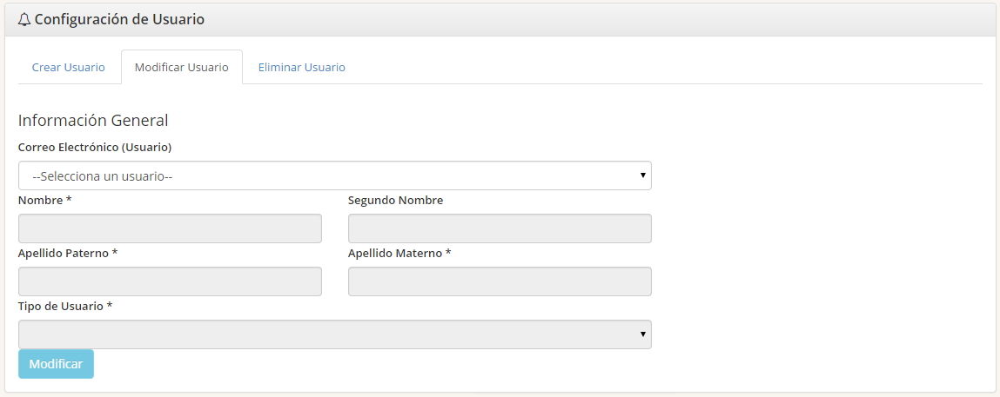 Configuración de Usuario
Crear Usuario Modificar Usuario Eliminar Usuario
Información General
Correo Electrónico (Usuario)
--Selecciona un usuario--
Nombre * Segundo Nombre
Apellido Paterno * Apellido Materno *
Tipo de Usuario *
Modificar